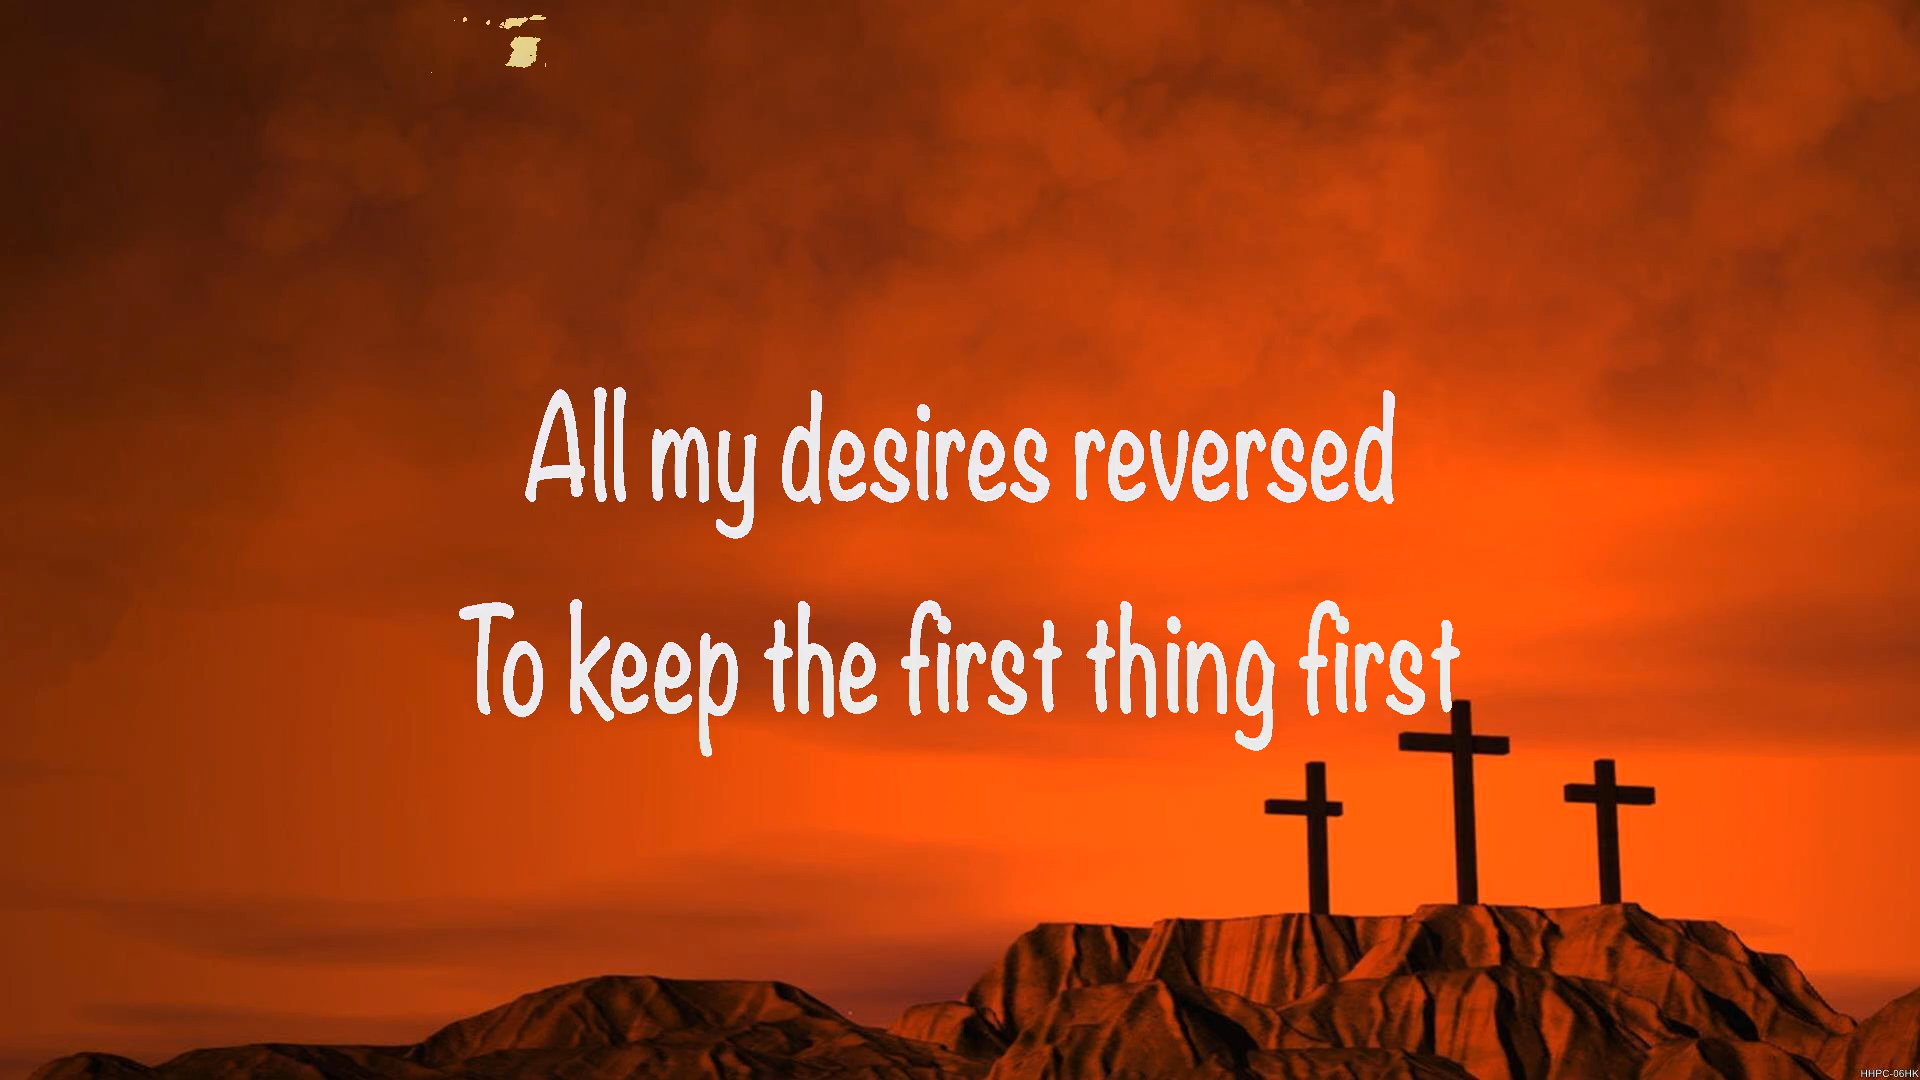 All my desires reversed
To keep the first thing first
HHPC-06HK